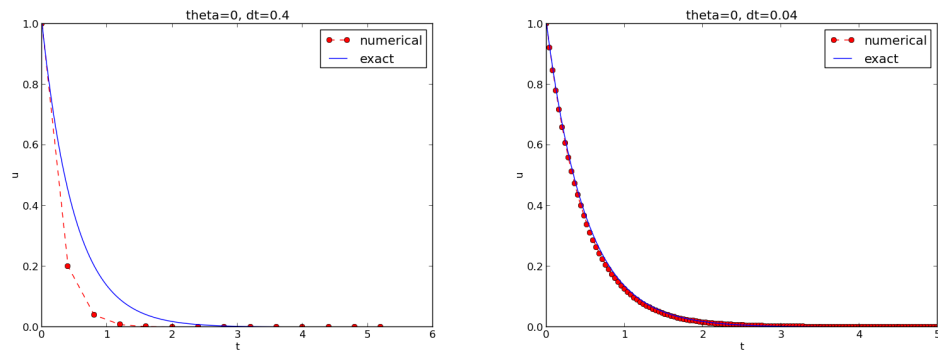 theta=0, dt=0.4
1.0
0.8
0.6
0.4
0.2
0.0
u
0 1 2 3 4 5 6
t
numerical
exact
theta=0, dt=0.04
1.0
0.8
0.6
0.4
0.2
0.0
u
0 1 2 3 4 5
t
numerical
exact